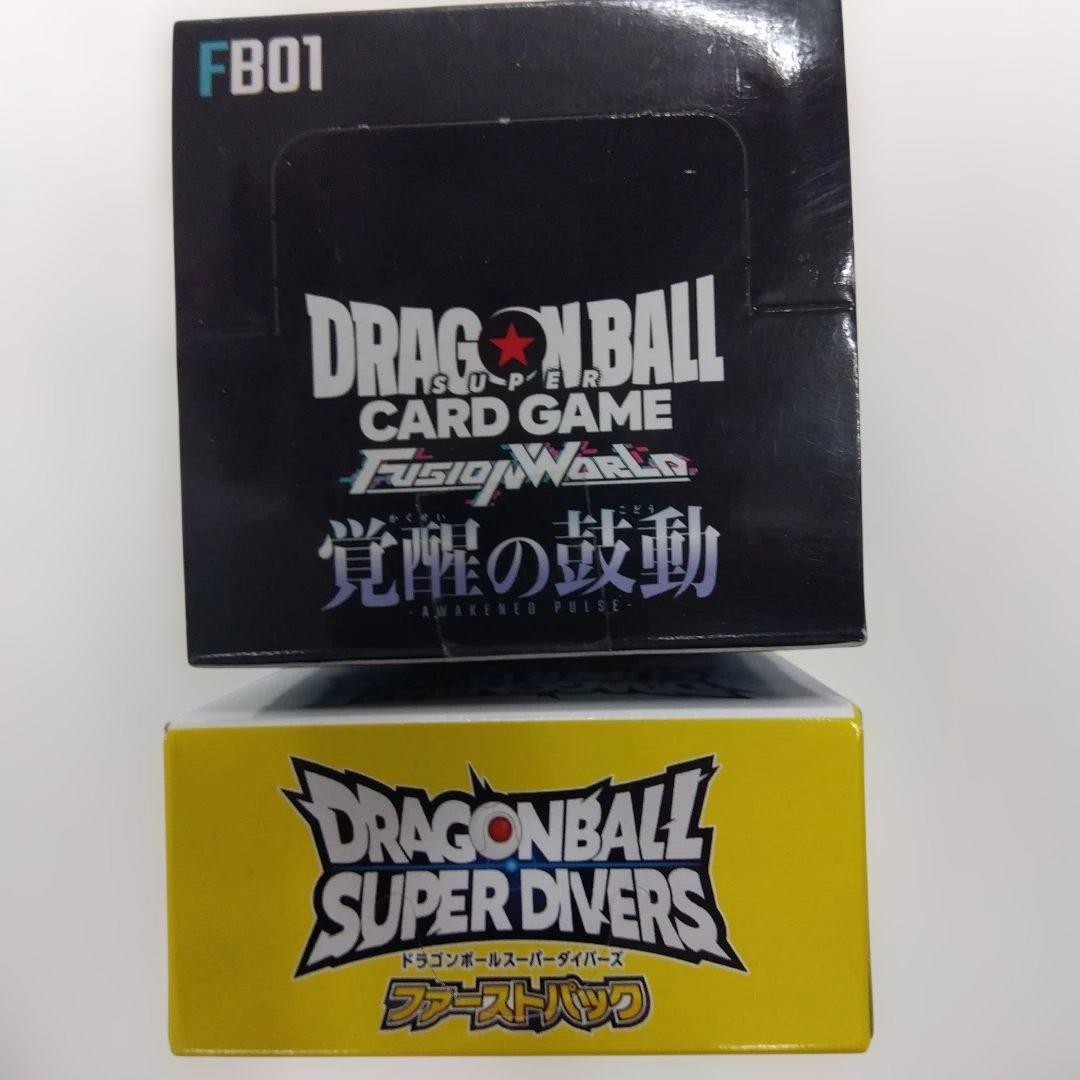 FB01
DRAGON BALL
SUPER
CARD GAME
FUSION WORLD
かくせい こどう
覚醒の鼓動
-AWAKENED PULSE-
DRAGONBALL
SUPER DIVERS
ドラゴンボールスーパーダイバーズ
ファーストパック